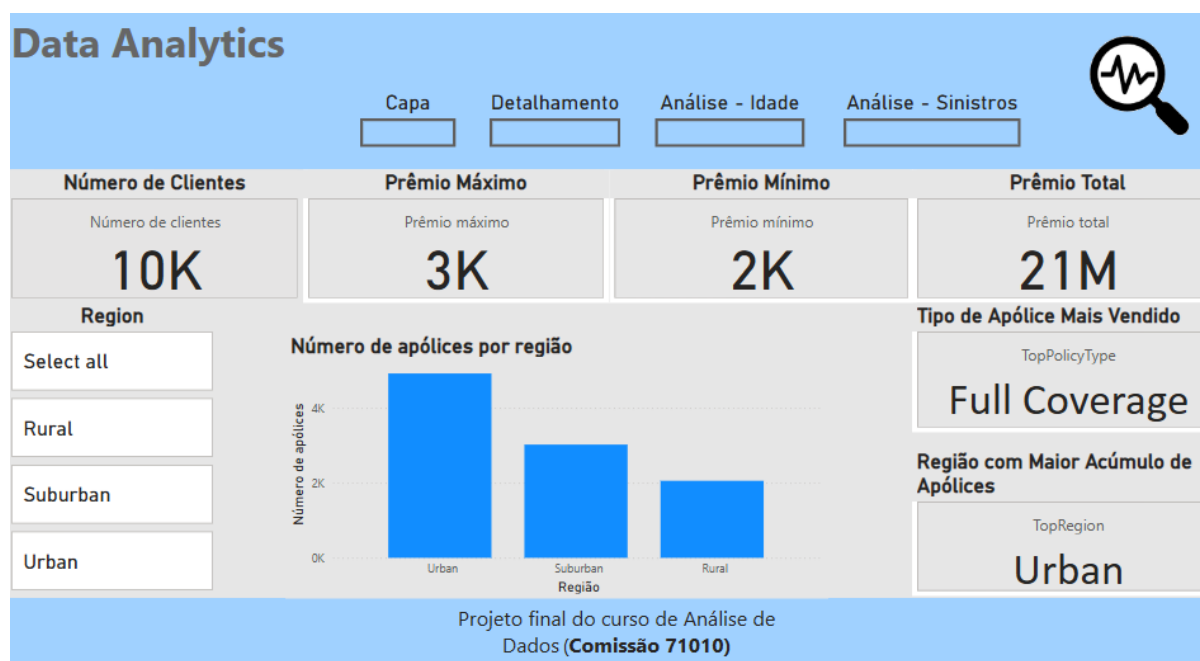 Data Analytics
Capa
Detalhamento
Análise - Idade
Análise - Sinistros
Número de Clientes
Prêmio Máximo
Prêmio Mínimo
Prêmio Total
Número de clientes
10K
Prêmio máximo
3K
Prêmio mínimo
2K
Prêmio total
21M
Region
Select all
Rural
Suburban
Urban
Número de apólices por região
Número de apólices
4K
2K
0K
Urban
Suburban
Rural
Região
Tipo de Apólice Mais Vendido
TopPolicyType
Full Coverage
Região com Maior Acúmulo de
Apólices
TopRegion
Urban
Projeto final do curso de Análise de
Dados (Comissão 71010)